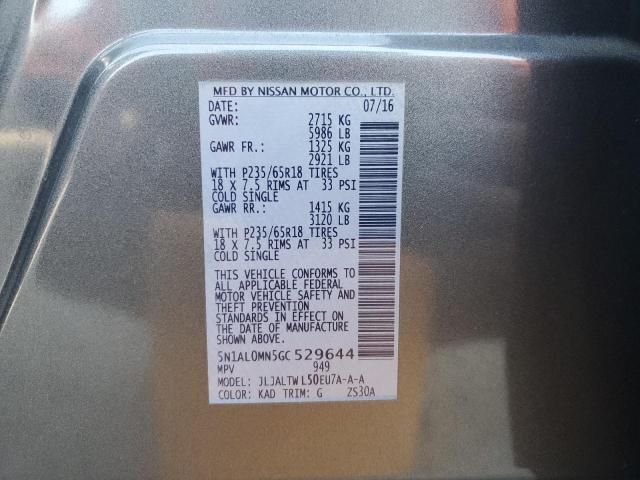 MFD BY NISSAN MOTOR CO., LTD.
DATE: 07/16
GVWR: 2715 KG
5986 LB
GAWR FR.: 1325 KG
2921 LB
WITH P235/65R18 TIRES
18 X 7.5 RIMS AT 33 PSI
COLD SINGLE
GAWR RR.: 1415 KG
3120 LB
WITH P235/65R18 TIRES
18 X 7.5 RIMS AT 33 PSI
COLD SINGLE
THIS VEHICLE CONFORMS TO
ALL APPLICABLE FEDERAL
MOTOR VEHICLE SAFETY AND
THEFT PREVENTION
STANDARDS IN EFFECT ON
THE DATE OF MANUFACTURE
SHOWN ABOVE.
5N1AL0MN5GC529644
MPV 949
MODEL: JLJALTWL50EU7A-A-A
COLOR: KAD TRIM: G ZS30A